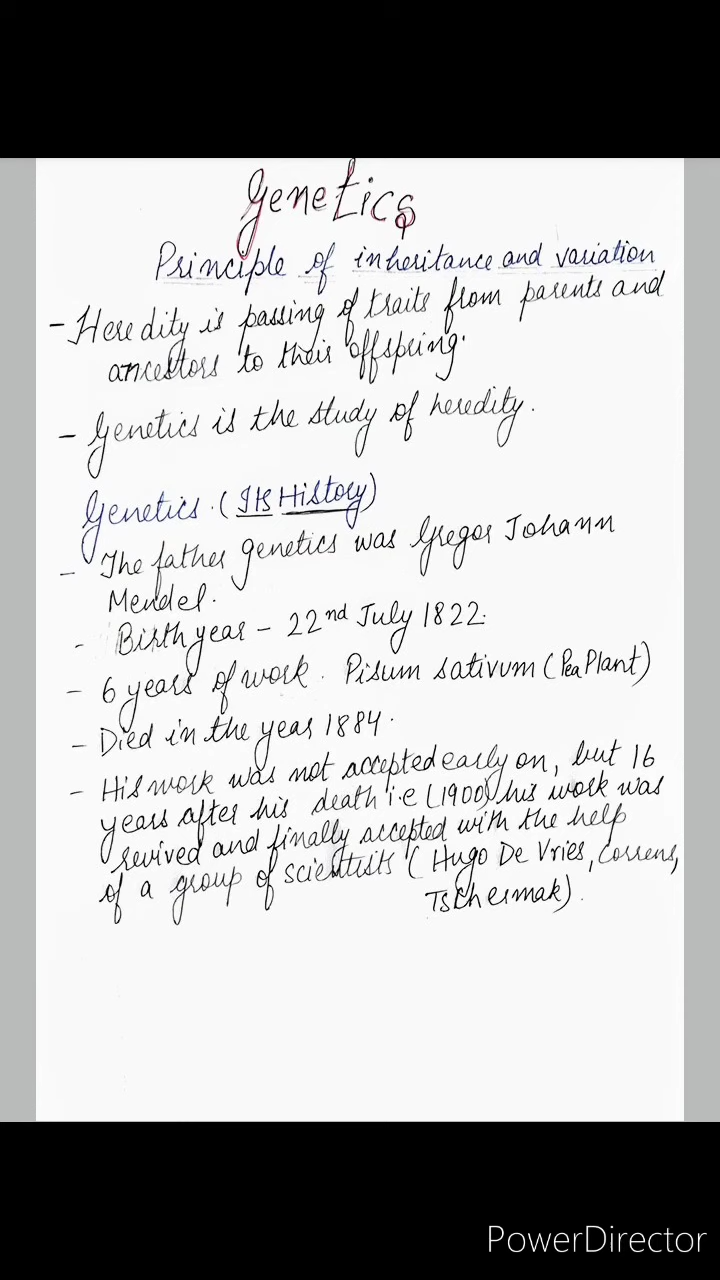 Genetics
Principle of inheritance and variation
- Heredity is passing of traits from parents and
ancestors to their offspring.
- Genetics is the study of heredity.
Genetics. (Its History)
- The father genetics was Gregor Johann
Mendel.
- Birth year - 22nd July 1822.
- 6 years of work. Pisum sativum (Pea Plant)
- Died in the year 1884.
- His work was not accepted early on, but 16
years after his death i.e (1900) his work was
revived and finally accepted with the help
of a group of scientists (Hugo De Vries, Correns,
Tschermak).
PowerDirector